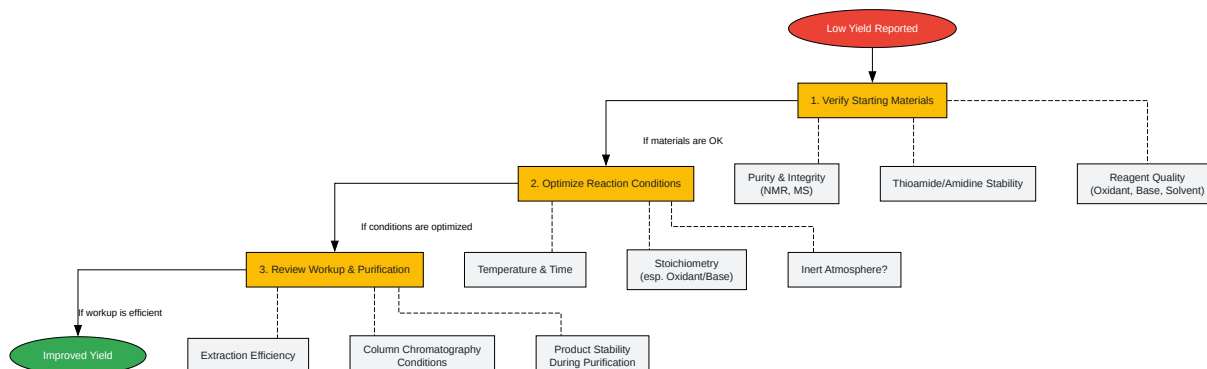 Low Yield Reported
1. Verify Starting Materials
If materials are OK
Purity & Integrity
(NMR, MS)
Thioamide/Amidine Stability
Reagent Quality
(Oxidant, Base, Solvent)
2. Optimize Reaction Conditions
If conditions are optimized
Temperature & Time
Stoichiometry
(esp. Oxidant/Base)
Inert Atmosphere?
3. Review Workup & Purification
If workup is efficient
Improved Yield
Extraction Efficiency
Column Chromatography
Conditions
Product Stability
During Purification